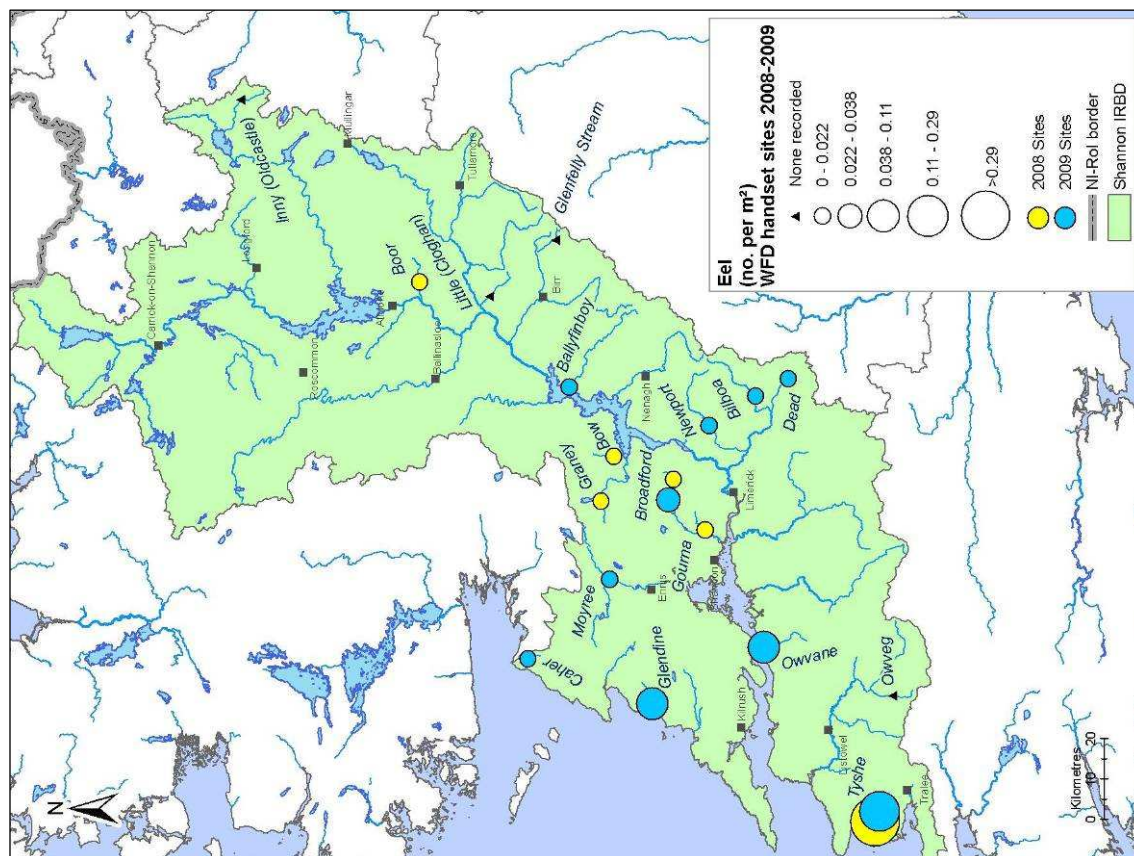 N
Carrick-on-Shannon
Longford
Inny (Oldcastle)
Mullingar
Roscommon
Athlone
Boor
Ballinasloe
Little (Cloghan)
Tullamore
Glenfelly Stream
Birr
Ballyfinboy
Nenagh
Graney
Bow
Broadford
Newport
Bilboa
Dead
Limerick
Gourna
Shannon
Moyree
Ennis
Caher
Glendine
Owvane
Kilrush
Owveg
Listowel
Tyshe
Tralee
0 10 20
Kilometres
Eel
(no. per m²)
WFD handset sites 2008-2009
None recorded
0 - 0.022
0.022 - 0.038
0.038 - 0.11
0.11 - 0.29
>0.29
2008 Sites
2009 Sites
NI-RoI border
Shannon IRBD